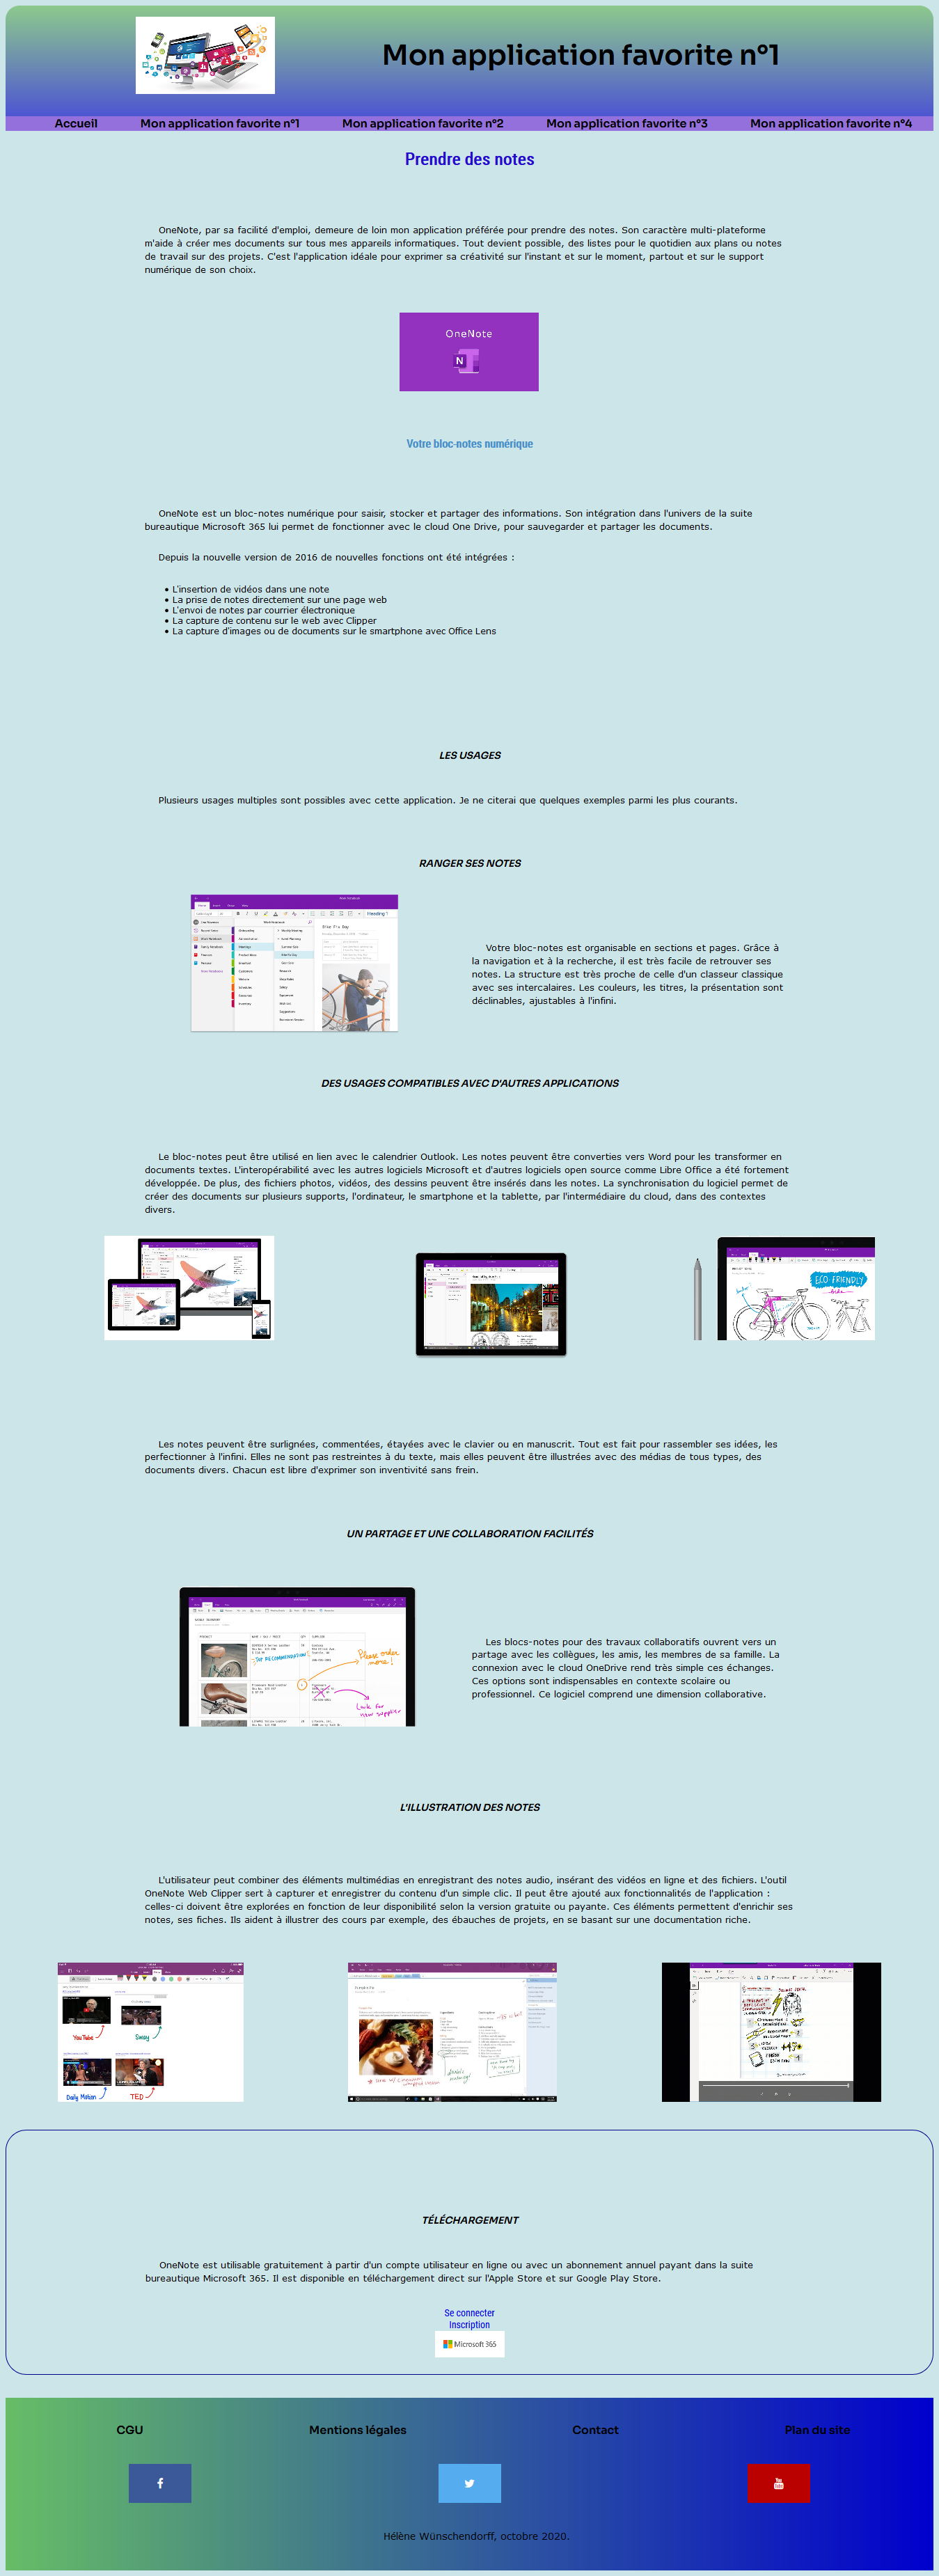 Mon application favorite n°1
Accueil
Mon application favorite n°1
Mon application favorite n°2
Mon application favorite n°3
Mon application favorite n°4
Prendre des notes
OneNote, par sa facilité d'emploi, demeure de loin mon application préférée pour prendre des notes. Son caractère multi-plateforme
m'aide à créer mes documents sur tous mes appareils informatiques. Tout devient possible, des listes pour le quotidien aux plans ou notes
de travail sur des projets. C'est l'application idéale pour exprimer sa créativité sur l'instant et sur le moment, partout et sur le support
numérique de son choix.
OneNote
N
Votre bloc-notes numérique
OneNote est un bloc-notes numérique pour saisir, stocker et partager des informations. Son intégration dans l'univers de la suite
bureautique Microsoft 365 lui permet de fonctionner avec le cloud One Drive, pour sauvegarder et partager les documents.
Depuis la nouvelle version de 2016 de nouvelles fonctions ont été intégrées :
• L'insertion de vidéos dans une note
• La prise de notes directement sur une page web
• L'envoi de notes par courrier électronique
• La capture de contenu sur le web avec Clipper
• La capture d'images ou de documents sur le smartphone avec Office Lens
LES USAGES
Plusieurs usages multiples sont possibles avec cette application. Je ne citerai que quelques exemples parmi les plus courants.
RANGER SES NOTES
Heading 1
Votre bloc-notes est organisable en sections et pages. Grâce à
la navigation et à la recherche, il est très facile de retrouver ses
notes. La structure est très proche de celle d'un classeur classique
avec ses intercalaires. Les couleurs, les titres, la présentation sont
déclinables, ajustables à l'infini.
DES USAGES COMPATIBLES AVEC D'AUTRES APPLICATIONS
Le bloc-notes peut être utilisé en lien avec le calendrier Outlook. Les notes peuvent être converties vers Word pour les transformer en
documents textes. L'interopérabilité avec les autres logiciels Microsoft et d'autres logiciels open source comme Libre Office a été fortement
développée. De plus, des fichiers photos, vidéos, des dessins peuvent être insérés dans les notes. La synchronisation du logiciel permet de
créer des documents sur plusieurs supports, l'ordinateur, le smartphone et la tablette, par l'intermédiaire du cloud, dans des contextes
divers.
ECO FRIENDLY
bike
Les notes peuvent être surlignées, commentées, étayées avec le clavier ou en manuscrit. Tout est fait pour rassembler ses idées, les
perfectionner à l'infini. Elles ne sont pas restreintes à du texte, mais elles peuvent être illustrées avec des médias de tous types, des
documents divers. Chacun est libre d'exprimer son inventivité sans frein.
UN PARTAGE ET UNE COLLABORATION FACILITÉS
TOP RECOMMENDATION!
Please order
more!
Look for
new supplier
Les blocs-notes pour des travaux collaboratifs ouvrent vers un
partage avec les collègues, les amis, les membres de sa famille. La
connexion avec le cloud OneDrive rend très simple ces échanges.
Ces options sont indispensables en contexte scolaire ou
professionnel. Ce logiciel comprend une dimension collaborative.
L'ILLUSTRATION DES NOTES
L'utilisateur peut combiner des éléments multimédias en enregistrant des notes audio, insérant des vidéos en ligne et des fichiers. L'outil
OneNote Web Clipper sert à capturer et enregistrer du contenu d'un simple clic. Il peut être ajouté aux fonctionnalités de l'application :
celles-ci doivent être explorées en fonction de leur disponibilité selon la version gratuite ou payante. Ces éléments permettent d'enrichir ses
notes, ses fiches. Ils aident à illustrer des cours par exemple, des ébauches de projets, en se basant sur une documentation riche.
YouTube
Sway
Daily Motion
TED
TÉLÉCHARGEMENT
OneNote est utilisable gratuitement à partir d'un compte utilisateur en ligne ou avec un abonnement annuel payant dans la suite
bureautique Microsoft 365. Il est disponible en téléchargement direct sur l'Apple Store et sur Google Play Store.
Se connecter
Inscription
Microsoft 365
CGU
Mentions légales
Contact
Plan du site
You
Tube
Hélène Wünschendorff, octobre 2020.